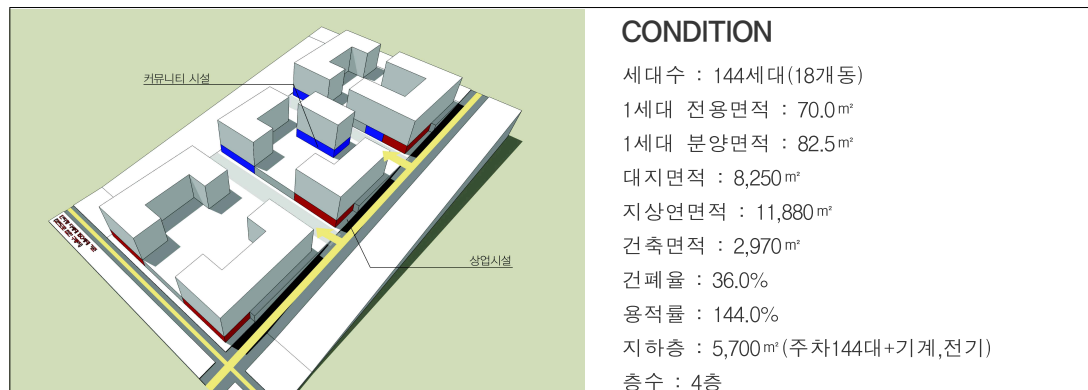 커뮤니티 시설
상업시설
CONDITION
세대수 : 144세대(18개동)
1세대 전용면적 : 70.0㎡
1세대 분양면적 : 82.5㎡
대지면적 : 8,250㎡
지상연면적 : 11,880㎡
건축면적 : 2,970㎡
건폐율 : 36.0%
용적률 : 144.0%
지하층 : 5,700㎡(주차144대+기계,전기)
층수 : 4층